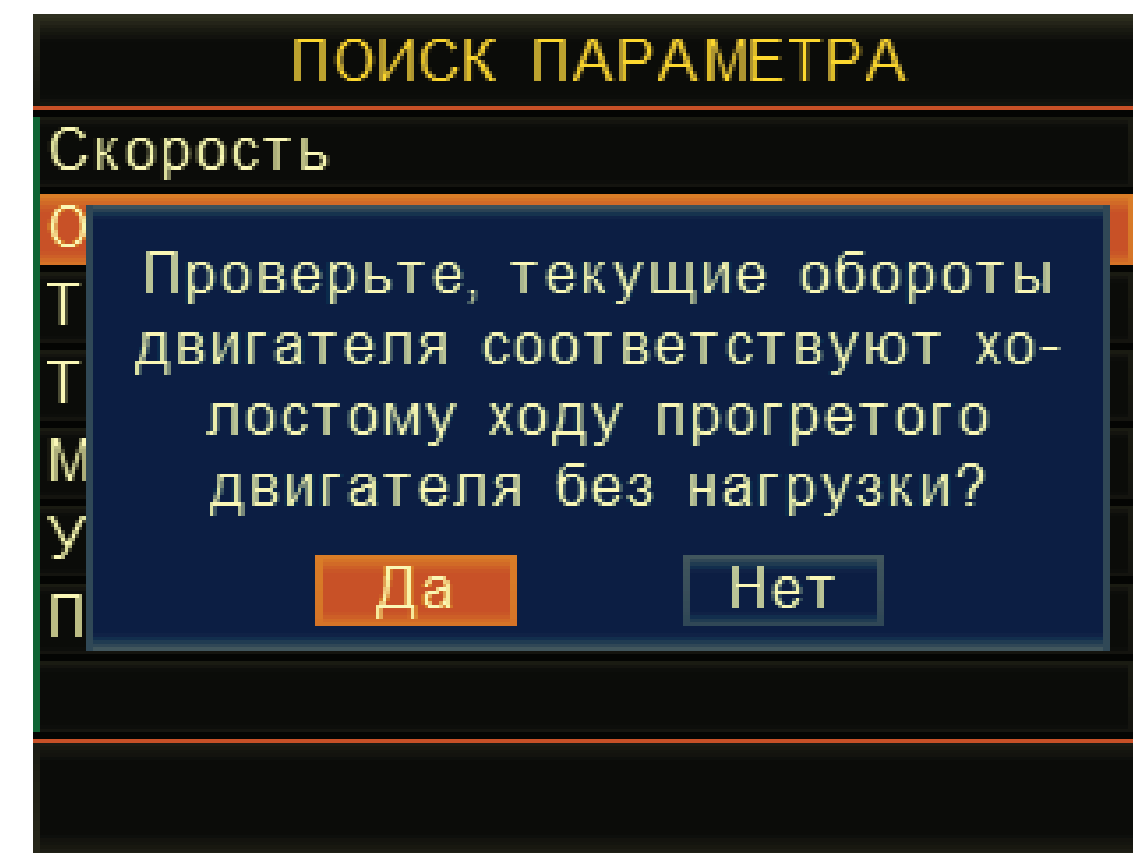 ПОИСК ПАРАМЕТРА
Скорость
О
Проверьте, текущие обороты
двигателя соответствуют хо-
лостому ходу прогретого
двигателя без нагрузки?
Т
Т
М
У
П
Да Нет